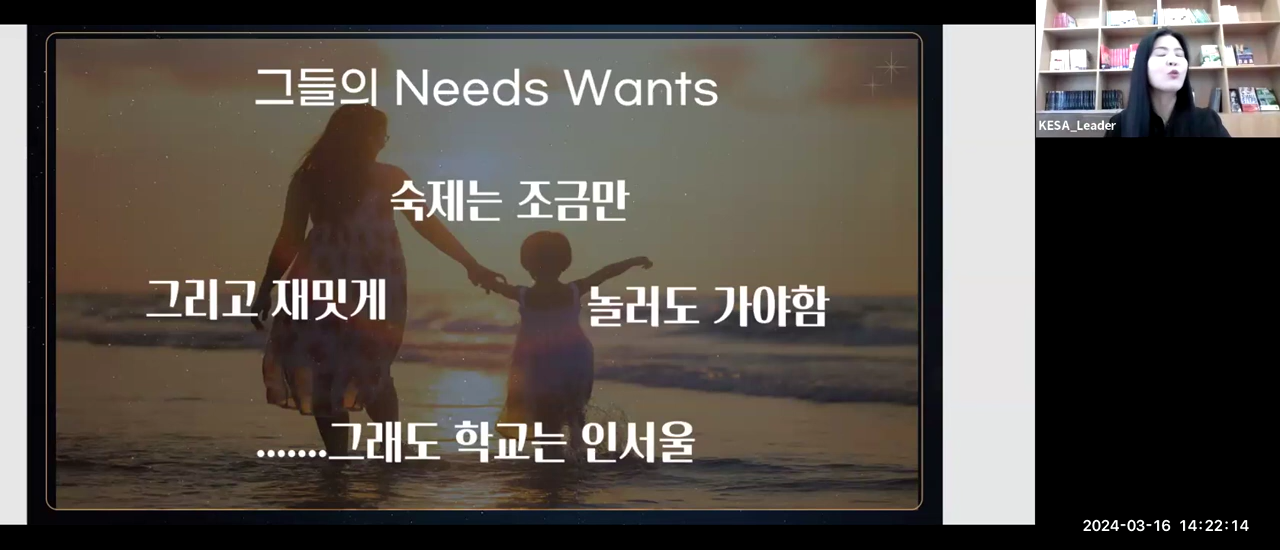 그들의 Needs Wants
숙제는 조금만
그리고 재밋게
놀러도 가야함
.......그래도 학교는 인서울
KESA_Leader
2024-03-16 14:22:14